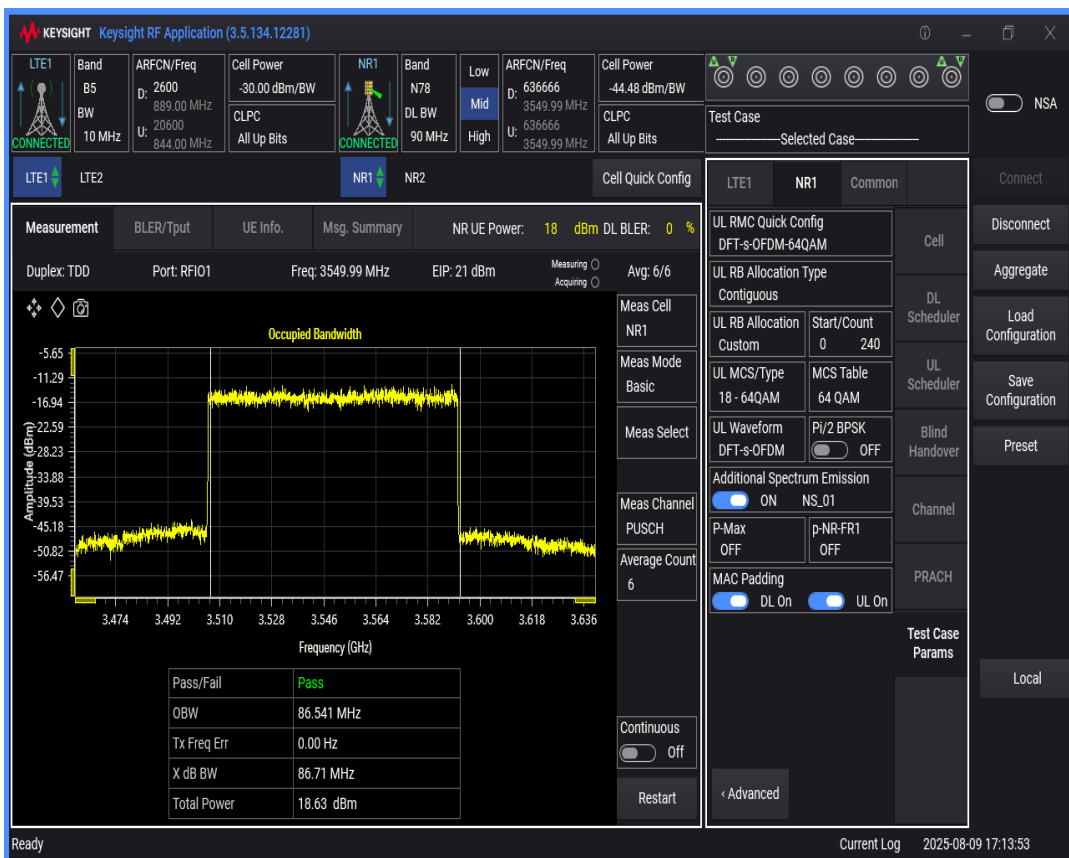 KEYSIGHT Keysight RF Application (3.5.134.12281)
LTE1
CONNECTED
Band
B5
BW
10 MHz
ARFCN/Freq
D: 2600
889.00 MHz
U: 20600
844.00 MHz
Cell Power
-30.00 dBm/BW
CLPC
All Up Bits
NR1
CONNECTED
Band
N78
DL BW
90 MHz
Low
Mid
High
ARFCN/Freq
D: 636666
3549.99 MHz
U: 636666
3549.99 MHz
Cell Power
-44.48 dBm/BW
CLPC
All Up Bits
Test Case
------------------Selected Case------------------
NSA
LTE1 LTE2 NR1 NR2 Cell Quick Config
Measurement BLER/Tput UE Info. Msg. Summary NR UE Power: 18 dBm DL BLER: 0 %
Duplex: TDD Port: RFIO1 Freq: 3549.99 MHz EIP: 21 dBm Measuring Acquiring Avg: 6/6
Occupied Bandwidth
Amplitude (dBm)
-5.65
-11.29
-16.94
-22.59
-28.23
-33.88
-39.53
-45.18
-50.82
-56.47
3.474 3.492 3.510 3.528 3.546 3.564 3.582 3.600 3.618 3.636
Frequency (GHz)
Pass/Fail Pass
OBW 86.541 MHz
Tx Freq Err 0.00 Hz
X dB BW 86.71 MHz
Total Power 18.63 dBm
Meas Cell
NR1
Meas Mode
Basic
Meas Select
Meas Channel
PUSCH
Average Count
6
Continuous
Off
Restart
LTE1 NR1 Common
UL RMC Quick Config
DFT-s-OFDM-64QAM
UL RB Allocation Type
Contiguous
UL RB Allocation
Custom
Start/Count
0 240
UL MCS/Type
18 - 64QAM
MCS Table
64 QAM
UL Waveform
DFT-s-OFDM
Pi/2 BPSK
OFF
Additional Spectrum Emission
ON NS_01
P-Max
OFF
p-NR-FR1
OFF
MAC Padding
DL On UL On
‹ Advanced
Cell
DL
Scheduler
UL
Scheduler
Blind
Handover
Channel
PRACH
Test Case
Params
Connect
Disconnect
Aggregate
Load
Configuration
Save
Configuration
Preset
Local
Ready Current Log 2025-08-09 17:13:53